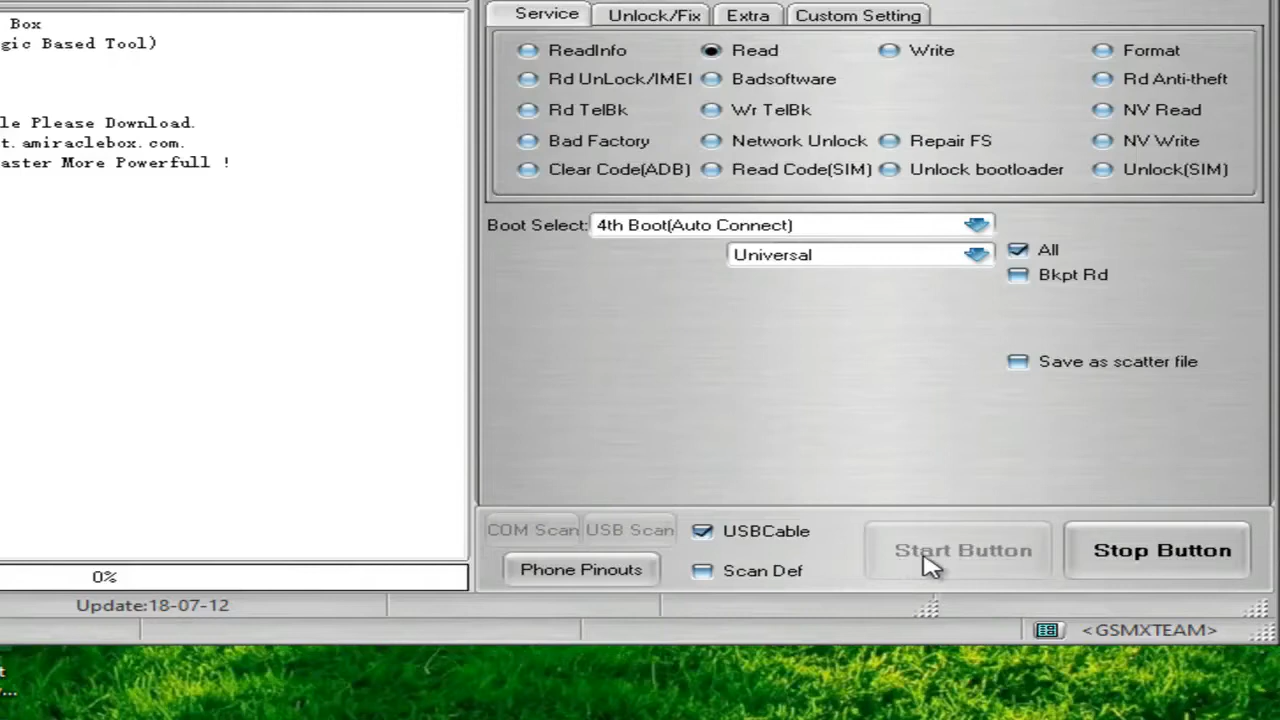 Box
gic Based Tool)
le Please Download.
t.amiraclebox.com.
aster More Powerfull !
0%
Update:18-07-12
Service Unlock/Fix Extra Custom Setting
ReadInfo Read Write Format
Rd UnLock/IMEI Badsoftware Rd Anti-theft
Rd TelBk Wr TelBk NV Read
Bad Factory Network Unlock Repair FS NV Write
Clear Code(ADB) Read Code(SIM) Unlock bootloader Unlock(SIM)
Boot Select: 4th Boot(Auto Connect)
Universal All
Bkpt Rd
Save as scatter file
COM Scan USB Scan USBCable Start Button Stop Button
Phone Pinouts Scan Def
<GSMXTEAM>
t
...